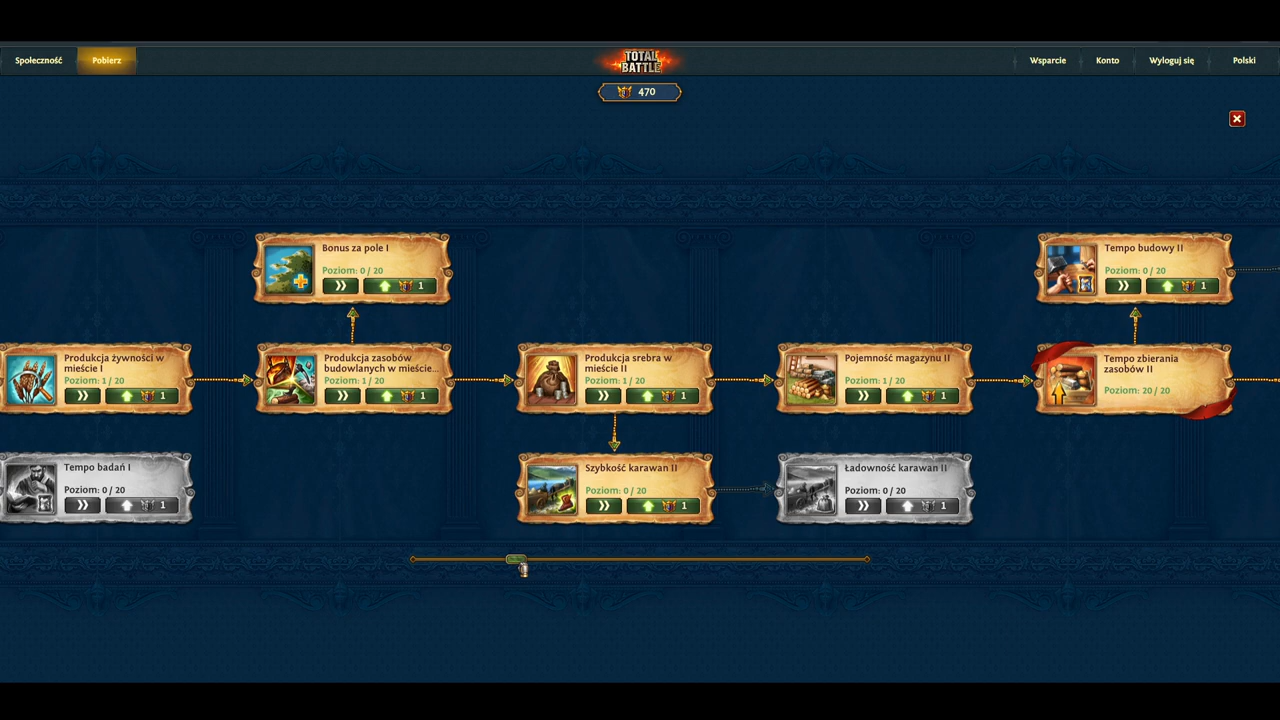 Społeczność
Pobierz
TOTAL
BATTLE
Wsparcie
Konto
Wyloguj się
Polski
470
Bonus za pole I
Poziom: 0 / 20
1
Tempo budowy II
Poziom: 0 / 20
1
Produkcja żywności w
mieście I
Poziom: 1 / 20
1
Produkcja zasobów
budowlanych w mieście...
Poziom: 1 / 20
1
Produkcja srebra w
mieście II
Poziom: 1 / 20
1
Pojemność magazynu II
Poziom: 1 / 20
1
Tempo zbierania
zasobów II
Poziom: 20 / 20
Tempo badań I
Poziom: 0 / 20
1
Szybkość karawan II
Poziom: 0 / 20
1
Ładowność karawan II
Poziom: 0 / 20
1